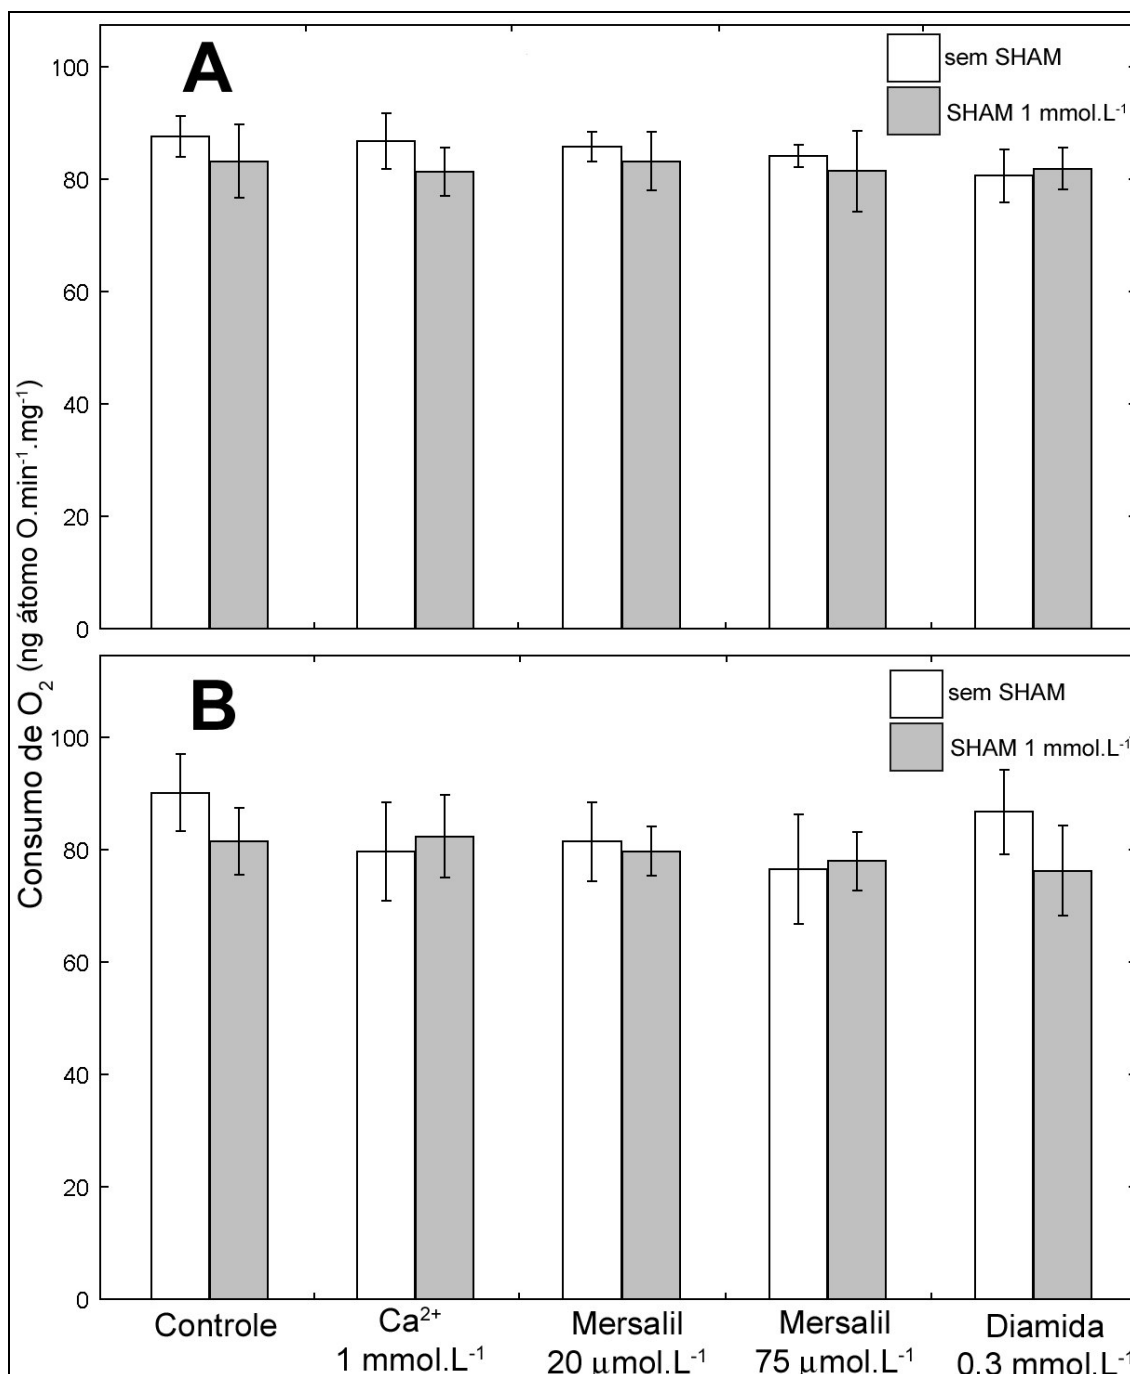 A
sem SHAM
SHAM 1 mmol.L⁻¹
100
80
60
40
20
0
Consumo de O₂ (ng átomo O.min⁻¹.mg⁻¹)
B
sem SHAM
SHAM 1 mmol.L⁻¹
100
80
60
40
20
0
Controle
Ca²⁺
1 mmol.L⁻¹
Mersalil
20 μmol.L⁻¹
Mersalil
75 μmol.L⁻¹
Diamida
0.3 mmol.L⁻¹